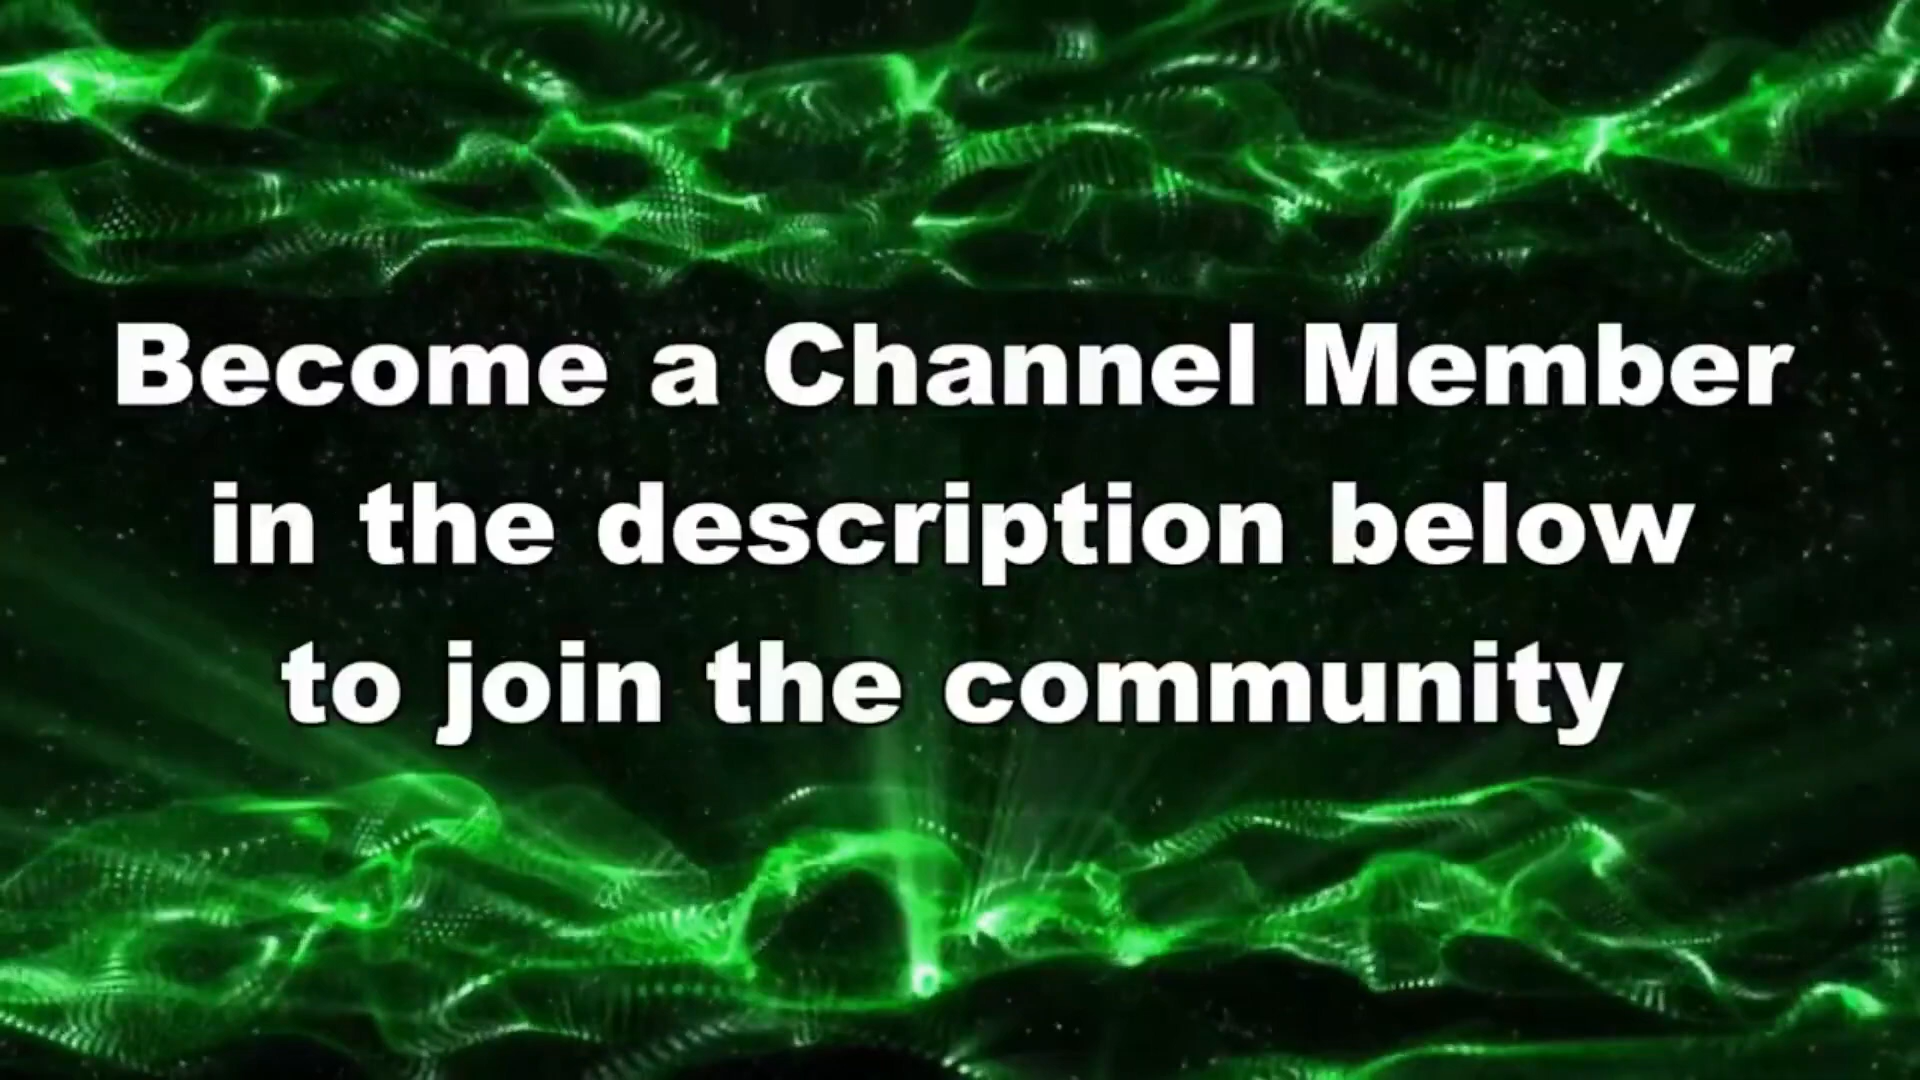 Become a Channel Member
in the description below
to join the community